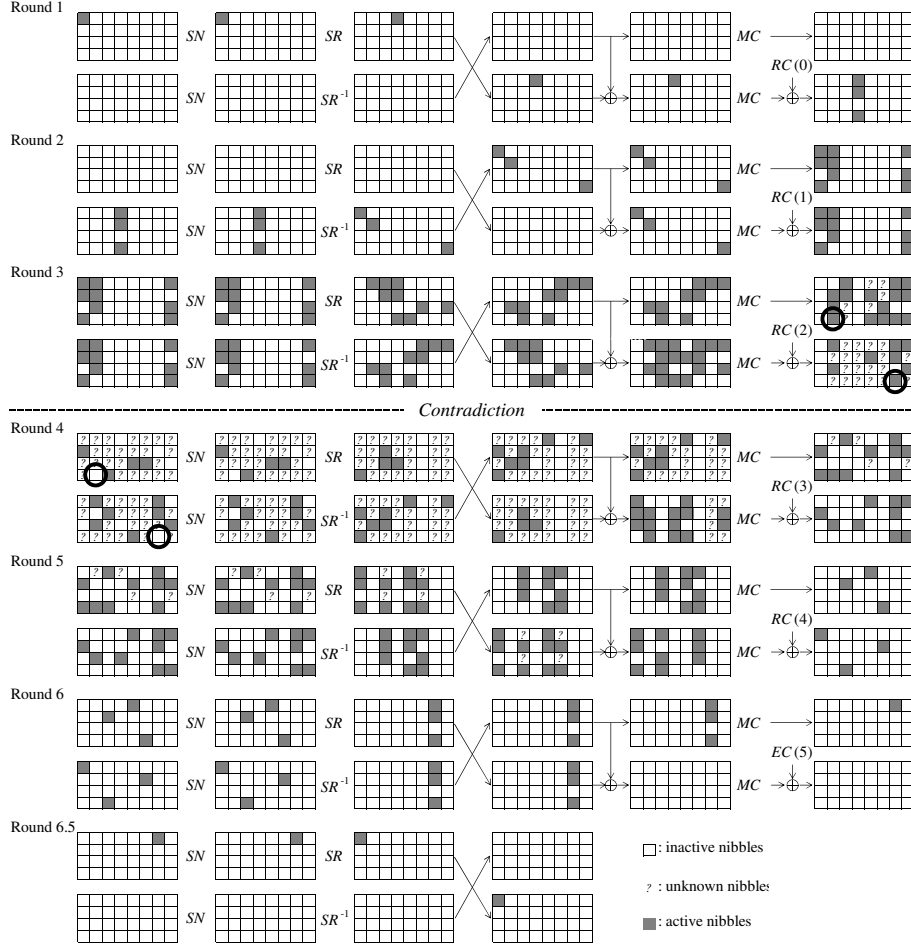 Round 1
SN SR MC
RC(0)
SN SR⁻¹ MC
Round 2
SN SR MC
RC(1)
SN SR⁻¹ MC
Round 3
SN SR MC
RC(2)
SN SR⁻¹ MC
Contradiction
Round 4
SN SR MC
RC(3)
SN SR⁻¹ MC
Round 5
SN SR MC
RC(4)
SN SR⁻¹ MC
Round 6
SN SR MC
EC(5)
SN SR⁻¹ MC
Round 6.5
SN SR
: inactive nibbles
? : unknown nibbles
SN SR⁻¹
: active nibbles